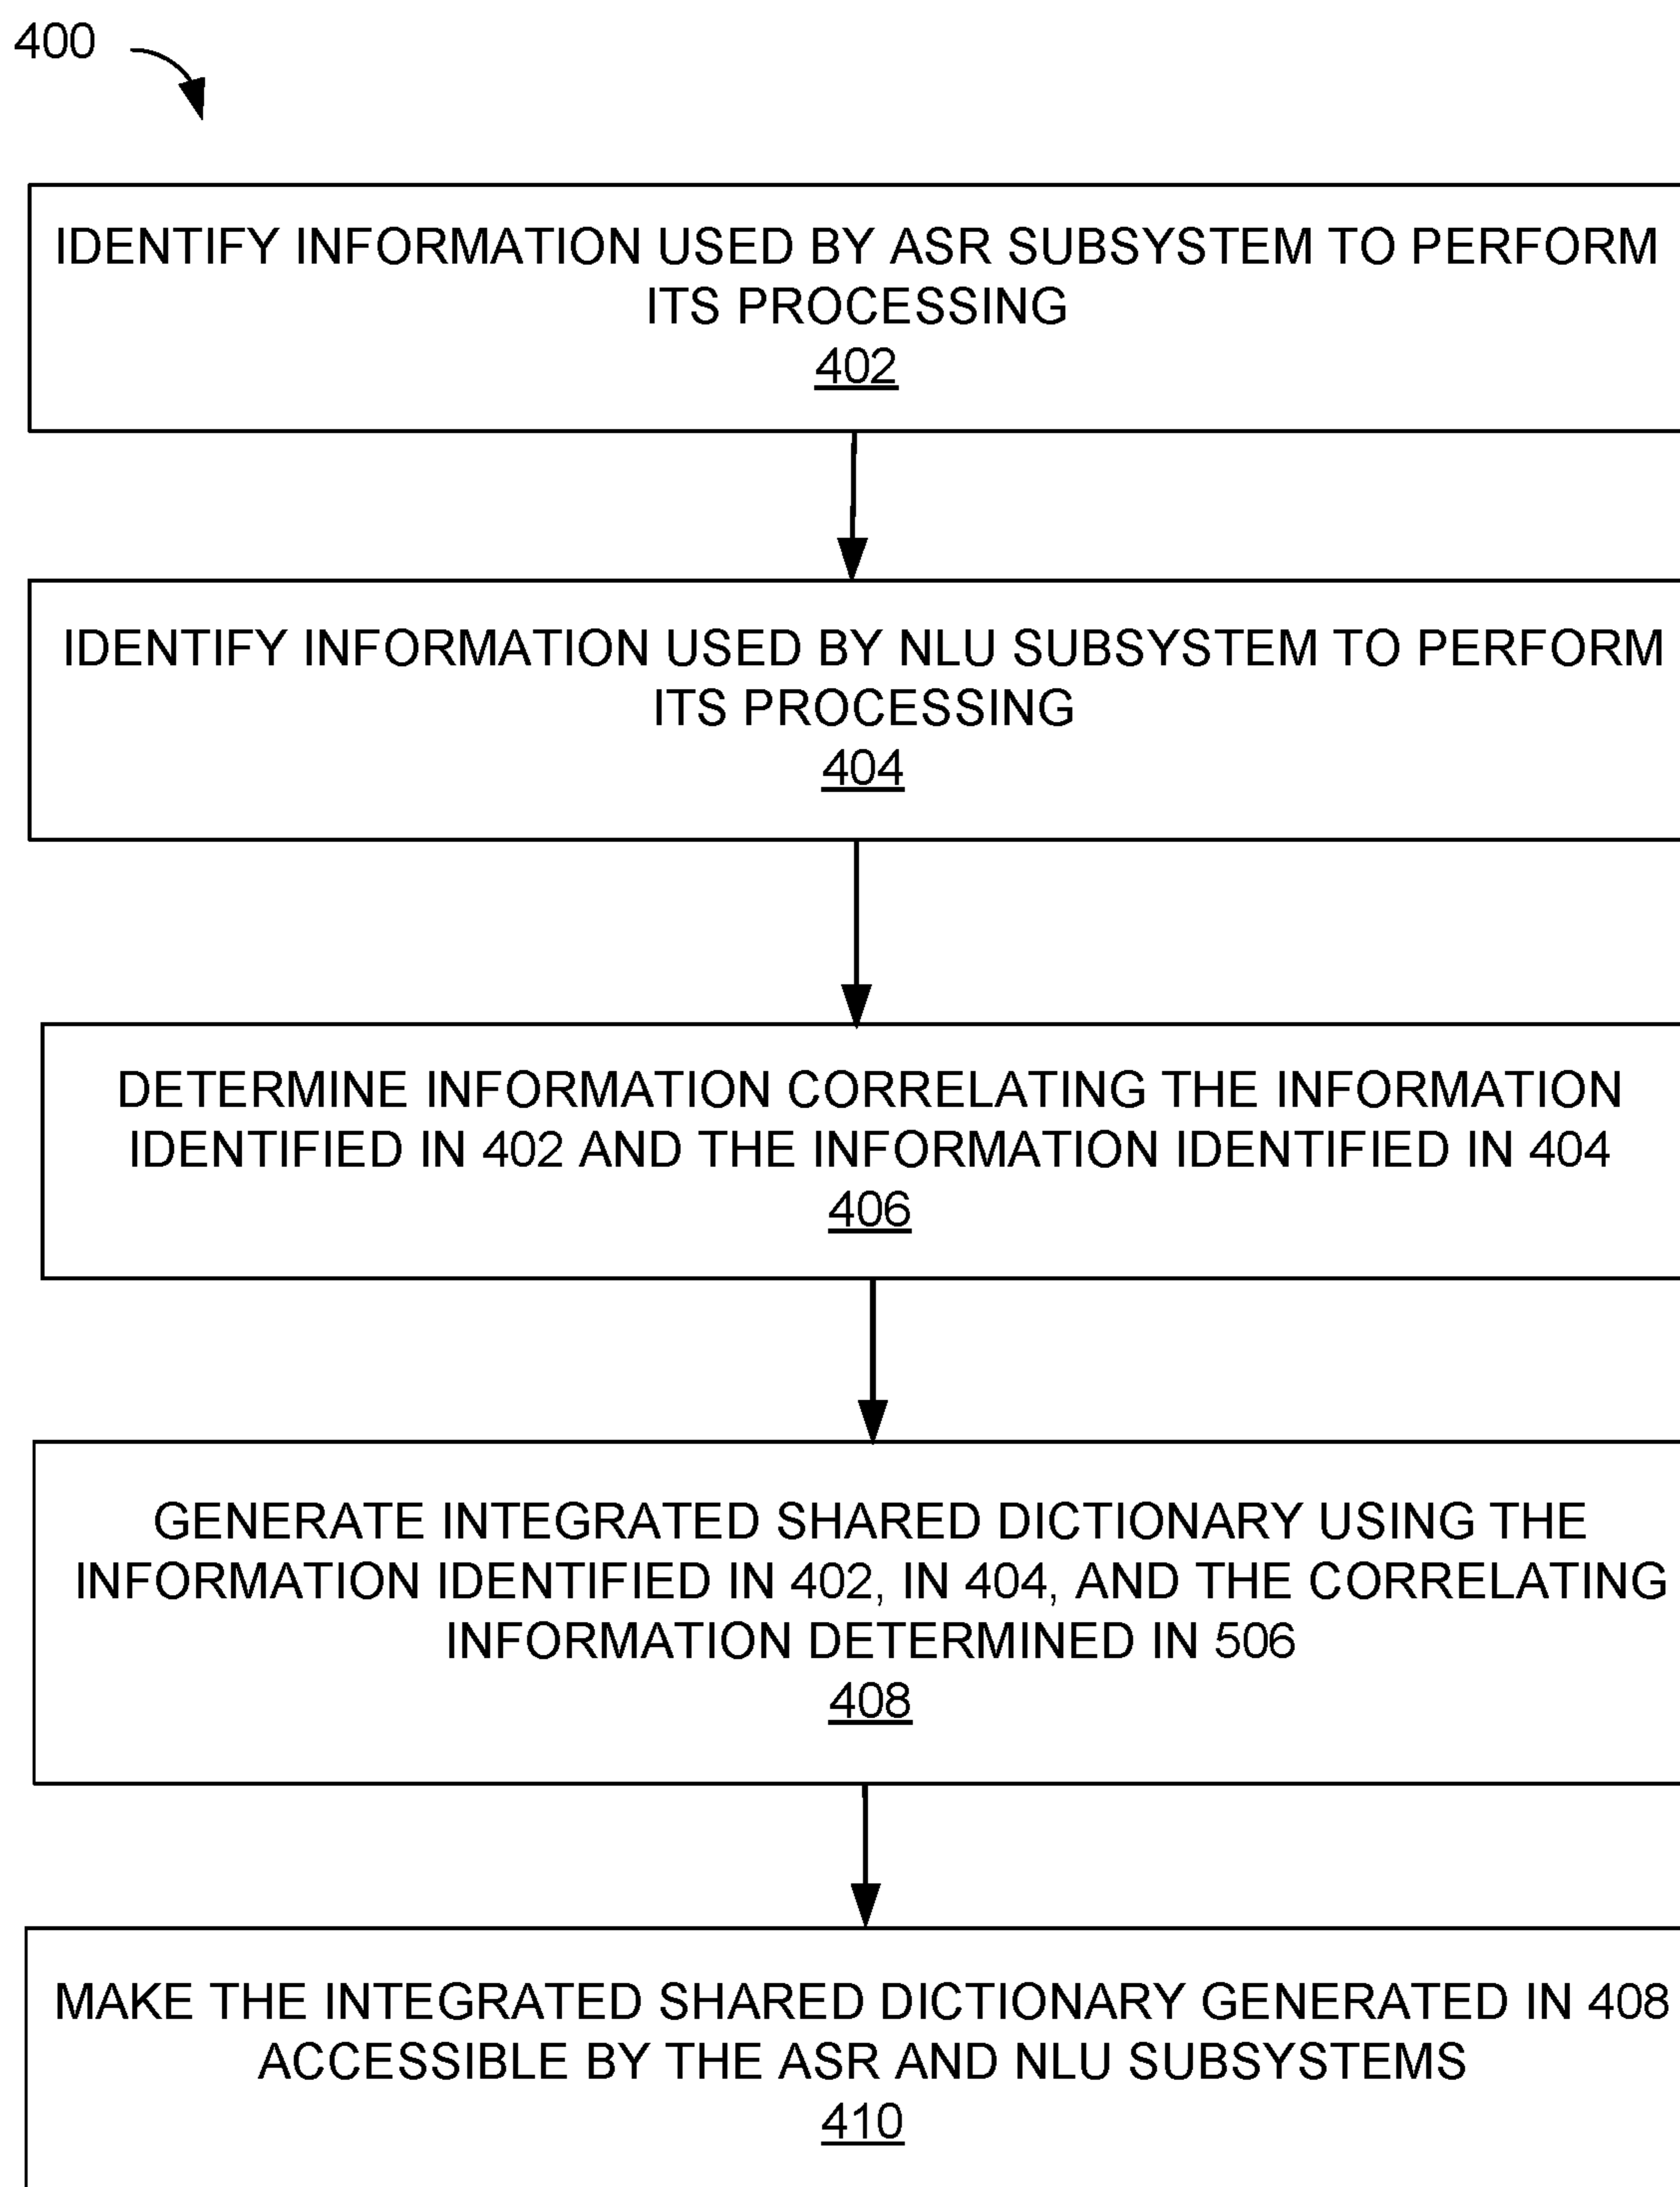 400
IDENTIFY INFORMATION USED BY ASR SUBSYSTEM TO PERFORM
ITS PROCESSING
402
IDENTIFY INFORMATION USED BY NLU SUBSYSTEM TO PERFORM
ITS PROCESSING
404
DETERMINE INFORMATION CORRELATING THE INFORMATION
IDENTIFIED IN 402 AND THE INFORMATION IDENTIFIED IN 404
406
GENERATE INTEGRATED SHARED DICTIONARY USING THE
INFORMATION IDENTIFIED IN 402, IN 404, AND THE CORRELATING
INFORMATION DETERMINED IN 506
408
MAKE THE INTEGRATED SHARED DICTIONARY GENERATED IN 408
ACCESSIBLE BY THE ASR AND NLU SUBSYSTEMS
410